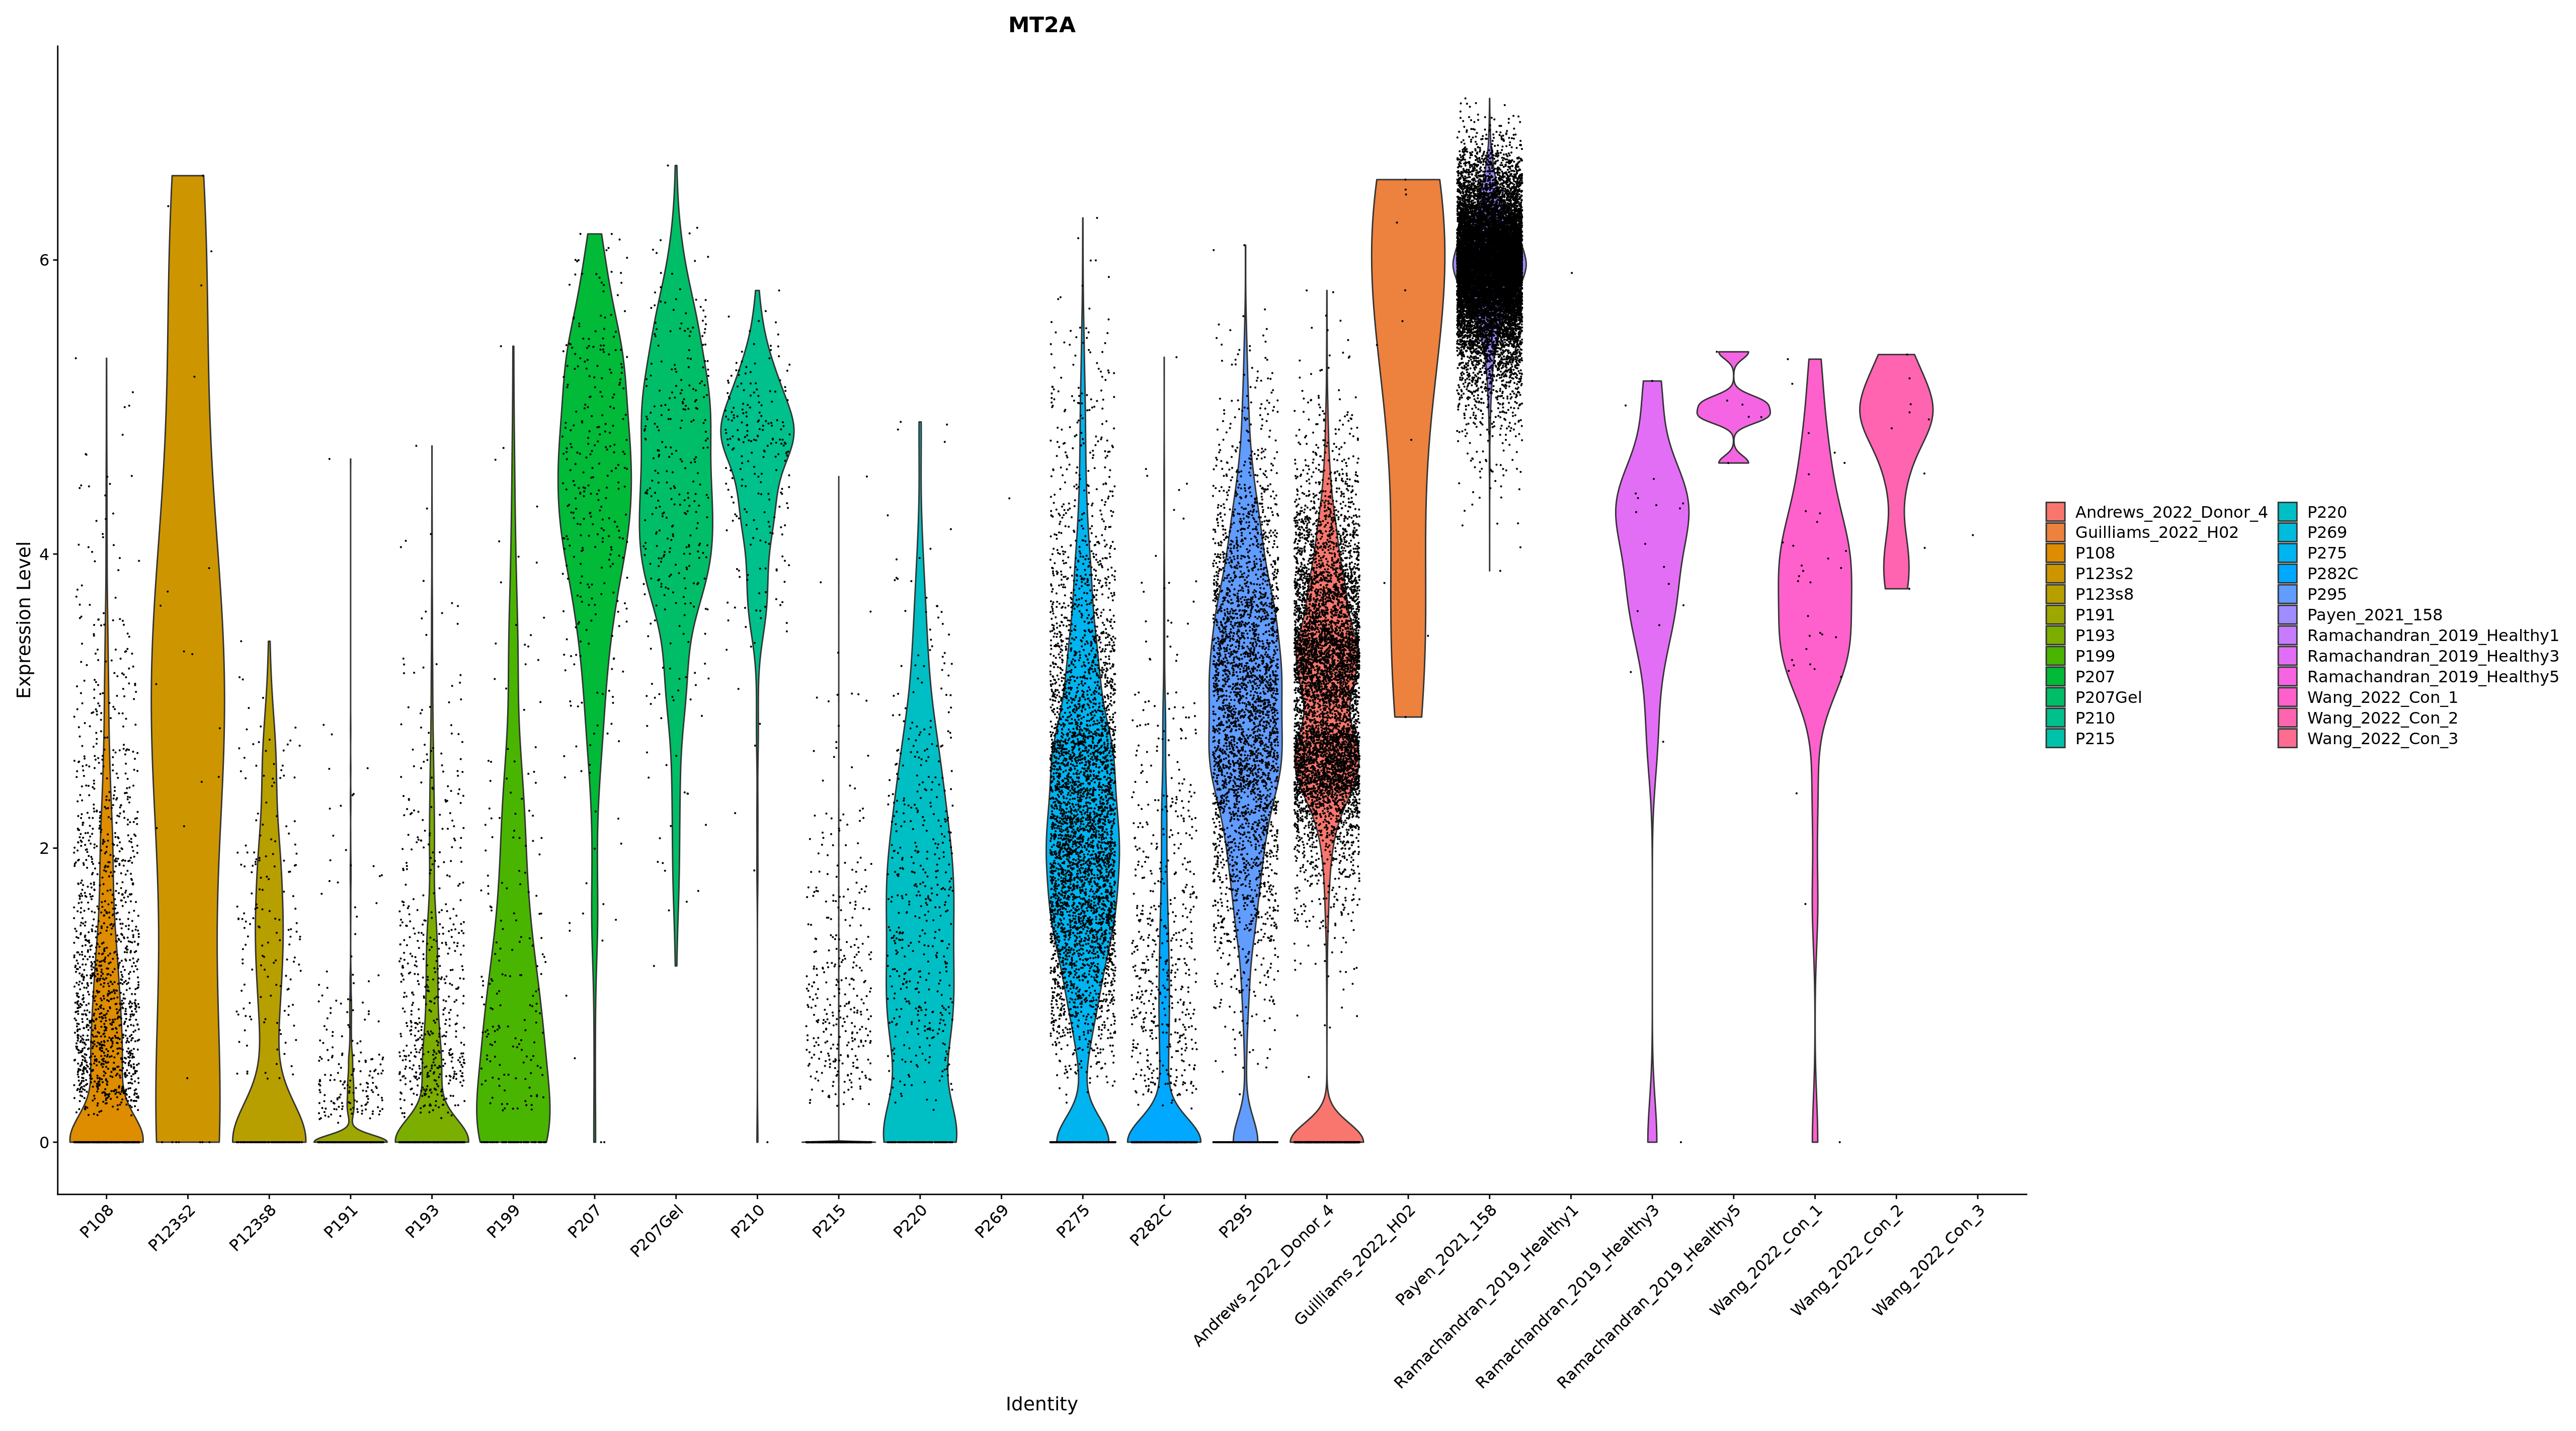 MT2A
Expression Level
6
4
2
0
P108
P123s2
P123s8
P191
P193
P199
P207
P207Gel
P210
P215
P220
P269
P275
P282C
P295
Andrews_2022_Donor_4
Guilliams_2022_H02
Payen_2021_158
Ramachandran_2019_Healthy1
Ramachandran_2019_Healthy3
Ramachandran_2019_Healthy5
Wang_2022_Con_1
Wang_2022_Con_2
Wang_2022_Con_3
Identity
Andrews_2022_Donor_4
Guilliams_2022_H02
P108
P123s2
P123s8
P191
P193
P199
P207
P207Gel
P210
P215
P220
P269
P275
P282C
P295
Payen_2021_158
Ramachandran_2019_Healthy1
Ramachandran_2019_Healthy3
Ramachandran_2019_Healthy5
Wang_2022_Con_1
Wang_2022_Con_2
Wang_2022_Con_3